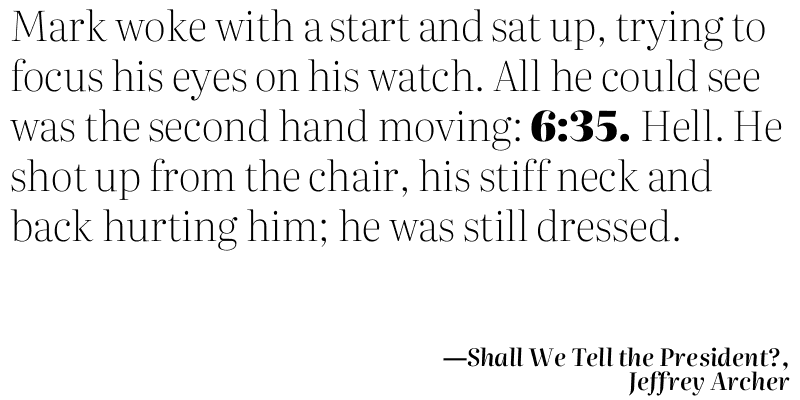 Mark woke with a start and sat up, trying to
focus his eyes on his watch. All he could see
was the second hand moving: 6:35. Hell. He
shot up from the chair, his stiff neck and
back hurting him; he was still dressed.
—Shall We Tell the President?,
Jeffrey Archer